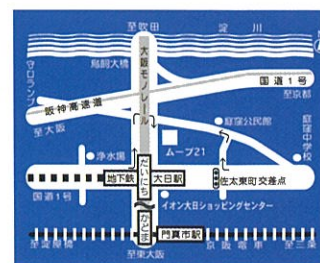 至吹田
淀川
大阪モノレール
鳥飼大橋
守口ランプ
国道1号
至京都
阪神高速道
至大阪
庭窪公民館
庭窪中学校
ムーブ21
浄水場
だいにち
地下鉄
大日駅
佐太東町交差点
国道1号
イオン大日ショッピングセンター
かどま
門真市駅
至淀屋橋
京阪電車
至三条
至東大阪